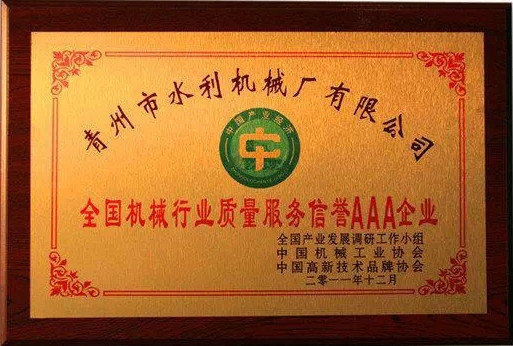 青州市水利机械厂有限公司
中国产业经济
全国机械行业质量服务信誉AAA企业
全国产业发展调研工作小组
中国机械工业协会
中国高新技术品牌协会
二零一一年十二月